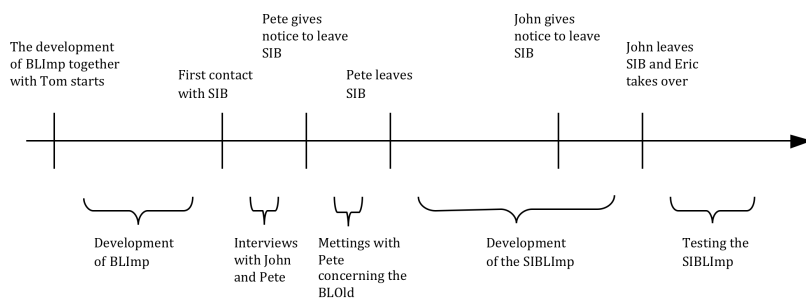 The development
of BLImp together
with Tom starts
First contact
with SIB
Pete gives
notice to leave
SIB
Pete leaves
SIB
John gives
notice to leave
SIB
John leaves
SIB and Eric
takes over
Development
of BLImp
Interviews
with John
and Pete
Mettings with
Pete
concerning the
BLOld
Development
of the SIBLImp
Testing the
SIBLImp